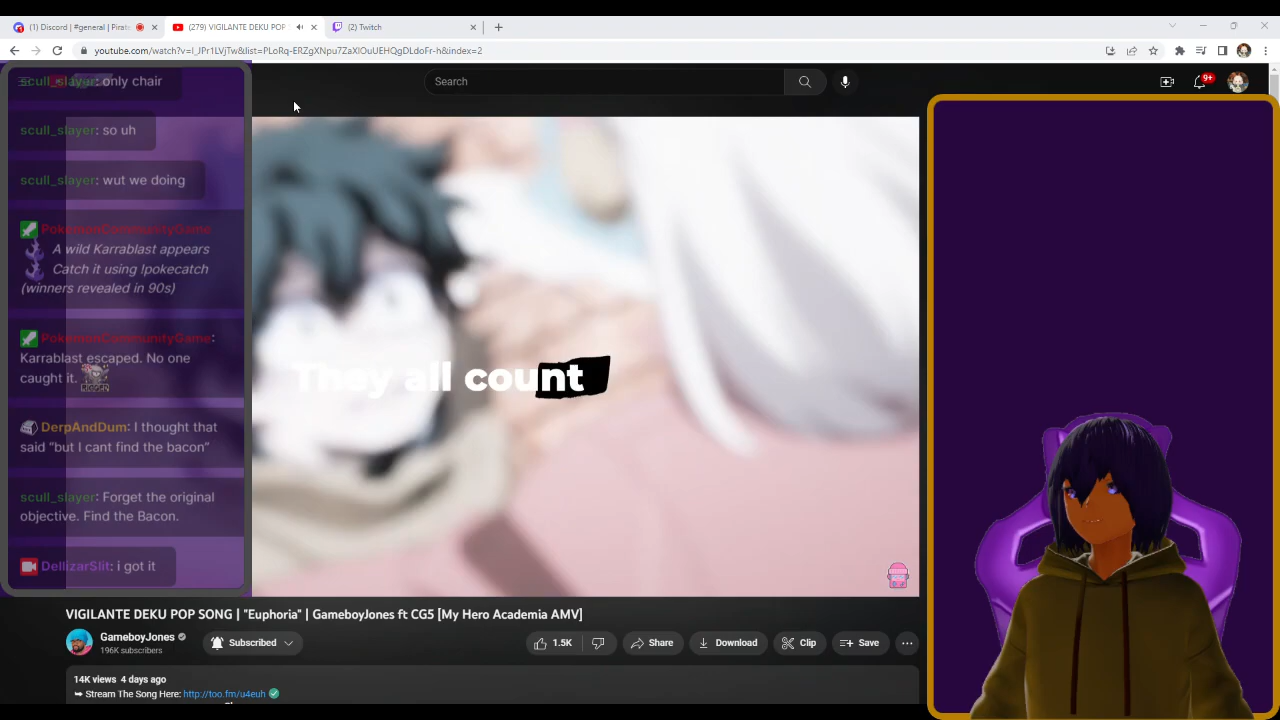 (1) Discord | #general | Pirate
(279) VIGILANTE DEKU POP SONG
(2) Twitch
youtube.com/watch?v=l_JPr1LVjTw&list=PLoRq-ERZgXNpu7ZaXlOuUEHQgDLdoFr-h&index=2
Search
9+
scull_slayer: only chair
scull_slayer: so uh
scull_slayer: wut we doing
PokemonCommunityGame
A wild Karrablast appears
Catch it using !pokecatch
(winners revealed in 90s)
PokemonCommunityGame:
Karrablast escaped. No one
caught it.
DerpAndDum: I thought that
said “but I cant find the bacon”
scull_slayer: Forget the original
objective. Find the Bacon.
DellizarSlit: i got it
They all count
VIGILANTE DEKU POP SONG | "Euphoria" | GameboyJones ft CG5 [My Hero Academia AMV]
GameboyJones
196K subscribers
Subscribed
1.5K
Share
Download
Clip
Save
14K views 4 days ago
➥ Stream The Song Here: http://too.fm/u4euh